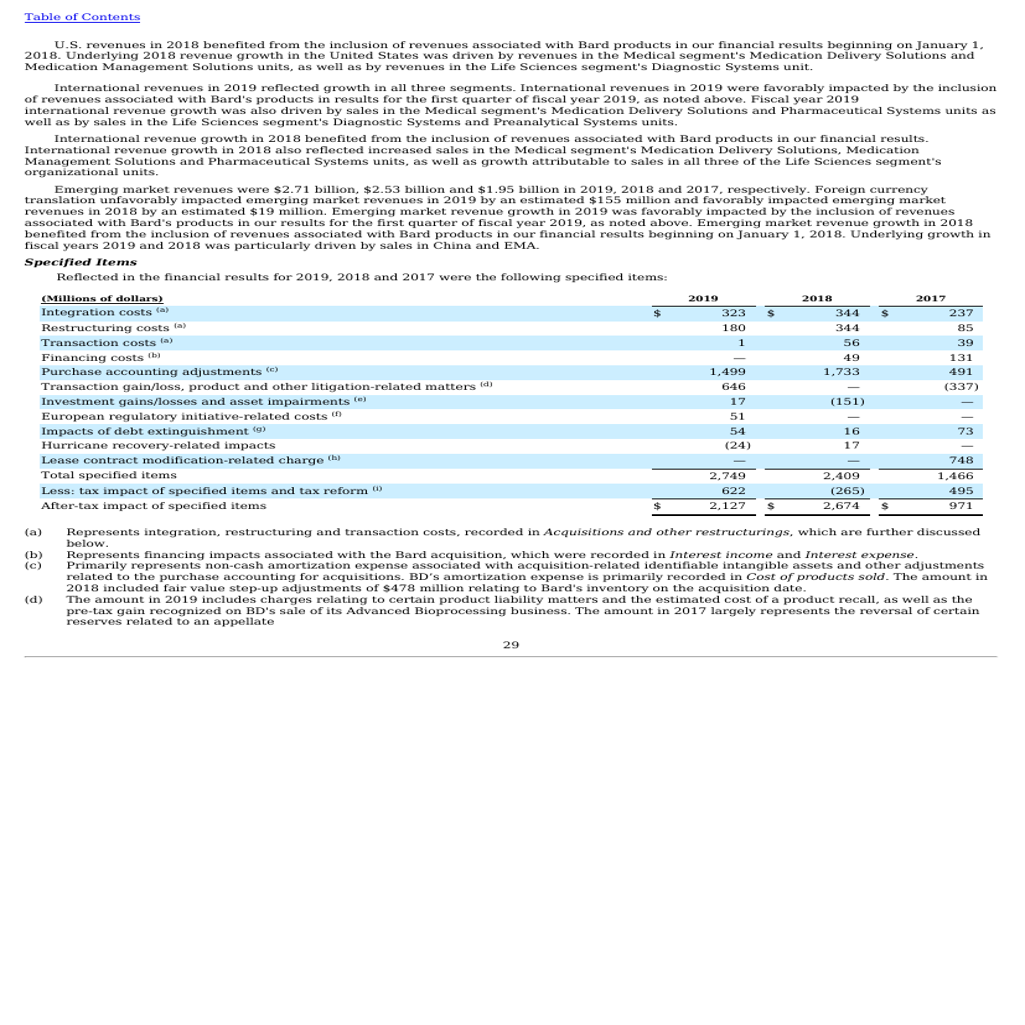 Table of Contents
U.S. revenues in 2018 benefited from the inclusion of revenues associated with Bard products in our financial results beginning on January 1,
2018. Underlying 2018 revenue growth in the United States was driven by revenues in the Medical segment's Medication Delivery Solutions and
Medication Management Solutions units, as well as by revenues in the Life Sciences segment's Diagnostic Systems unit.
International revenues in 2019 reflected growth in all three segments. International revenues in 2019 were favorably impacted by the inclusion
of revenues associated with Bard's products in results for the first quarter of fiscal year 2019, as noted above. Fiscal year 2019
international revenue growth was also driven by sales in the Medical segment's Medication Delivery Solutions and Pharmaceutical Systems units as
well as by sales in the Life Sciences segment's Diagnostic Systems and Preanalytical Systems units.
International revenue growth in 2018 benefited from the inclusion of revenues associated with Bard products in our financial results.
International revenue growth in 2018 also reflected increased sales in the Medical segment's Medication Delivery Solutions, Medication
Management Solutions and Pharmaceutical Systems units, as well as growth attributable to sales in all three of the Life Sciences segment's
organizational units.
Emerging market revenues were $2.71 billion, $2.53 billion and $1.95 billion in 2019, 2018 and 2017, respectively. Foreign currency
translation unfavorably impacted emerging market revenues in 2019 by an estimated $155 million and favorably impacted emerging market
revenues in 2018 by an estimated $19 million. Emerging market revenue growth in 2019 was favorably impacted by the inclusion of revenues
associated with Bard's products in our results for the first quarter of fiscal year 2019, as noted above. Emerging market revenue growth in 2018
benefited from the inclusion of revenues associated with Bard products in our financial results beginning on January 1, 2018. Underlying growth in
fiscal years 2019 and 2018 was particularly driven by sales in China and EMA.
Specified Items
Reflected in the financial results for 2019, 2018 and 2017 were the following specified items:
(Millions of dollars) 2019 2018 2017
Integration costs (a) $ 323 $ 344 $ 237
Restructuring costs (a) 180 344 85
Transaction costs (a) 1 56 39
Financing costs (b) — 49 131
Purchase accounting adjustments (c) 1,499 1,733 491
Transaction gain/loss, product and other litigation-related matters (d) 646 — (337)
Investment gains/losses and asset impairments (e) 17 (151) —
European regulatory initiative-related costs (f) 51 — —
Impacts of debt extinguishment (g) 54 16 73
Hurricane recovery-related impacts (24) 17 —
Lease contract modification-related charge (h) — — 748
Total specified items 2,749 2,409 1,466
Less: tax impact of specified items and tax reform (i) 622 (265) 495
After-tax impact of specified items $ 2,127 $ 2,674 $ 971
(a) Represents integration, restructuring and transaction costs, recorded in Acquisitions and other restructurings, which are further discussed
below.
(b) Represents financing impacts associated with the Bard acquisition, which were recorded in Interest income and Interest expense.
(c) Primarily represents non-cash amortization expense associated with acquisition-related identifiable intangible assets and other adjustments
related to the purchase accounting for acquisitions. BD's amortization expense is primarily recorded in Cost of products sold. The amount in
2018 included fair value step-up adjustments of $478 million relating to Bard's inventory on the acquisition date.
(d) The amount in 2019 includes charges relating to certain product liability matters and the estimated cost of a product recall, as well as the
pre-tax gain recognized on BD's sale of its Advanced Bioprocessing business. The amount in 2017 largely represents the reversal of certain
reserves related to an appellate
29